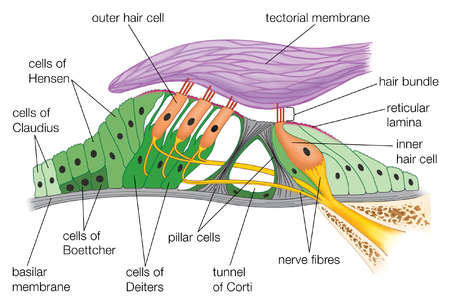 outer hair cell
tectorial membrane
cells of
Hensen
hair bundle
cells of
Claudius
reticular
lamina
inner
hair cell
cells of
Boettcher
pillar cells
nerve fibres
basilar
membrane
cells of
Deiters
tunnel
of Corti